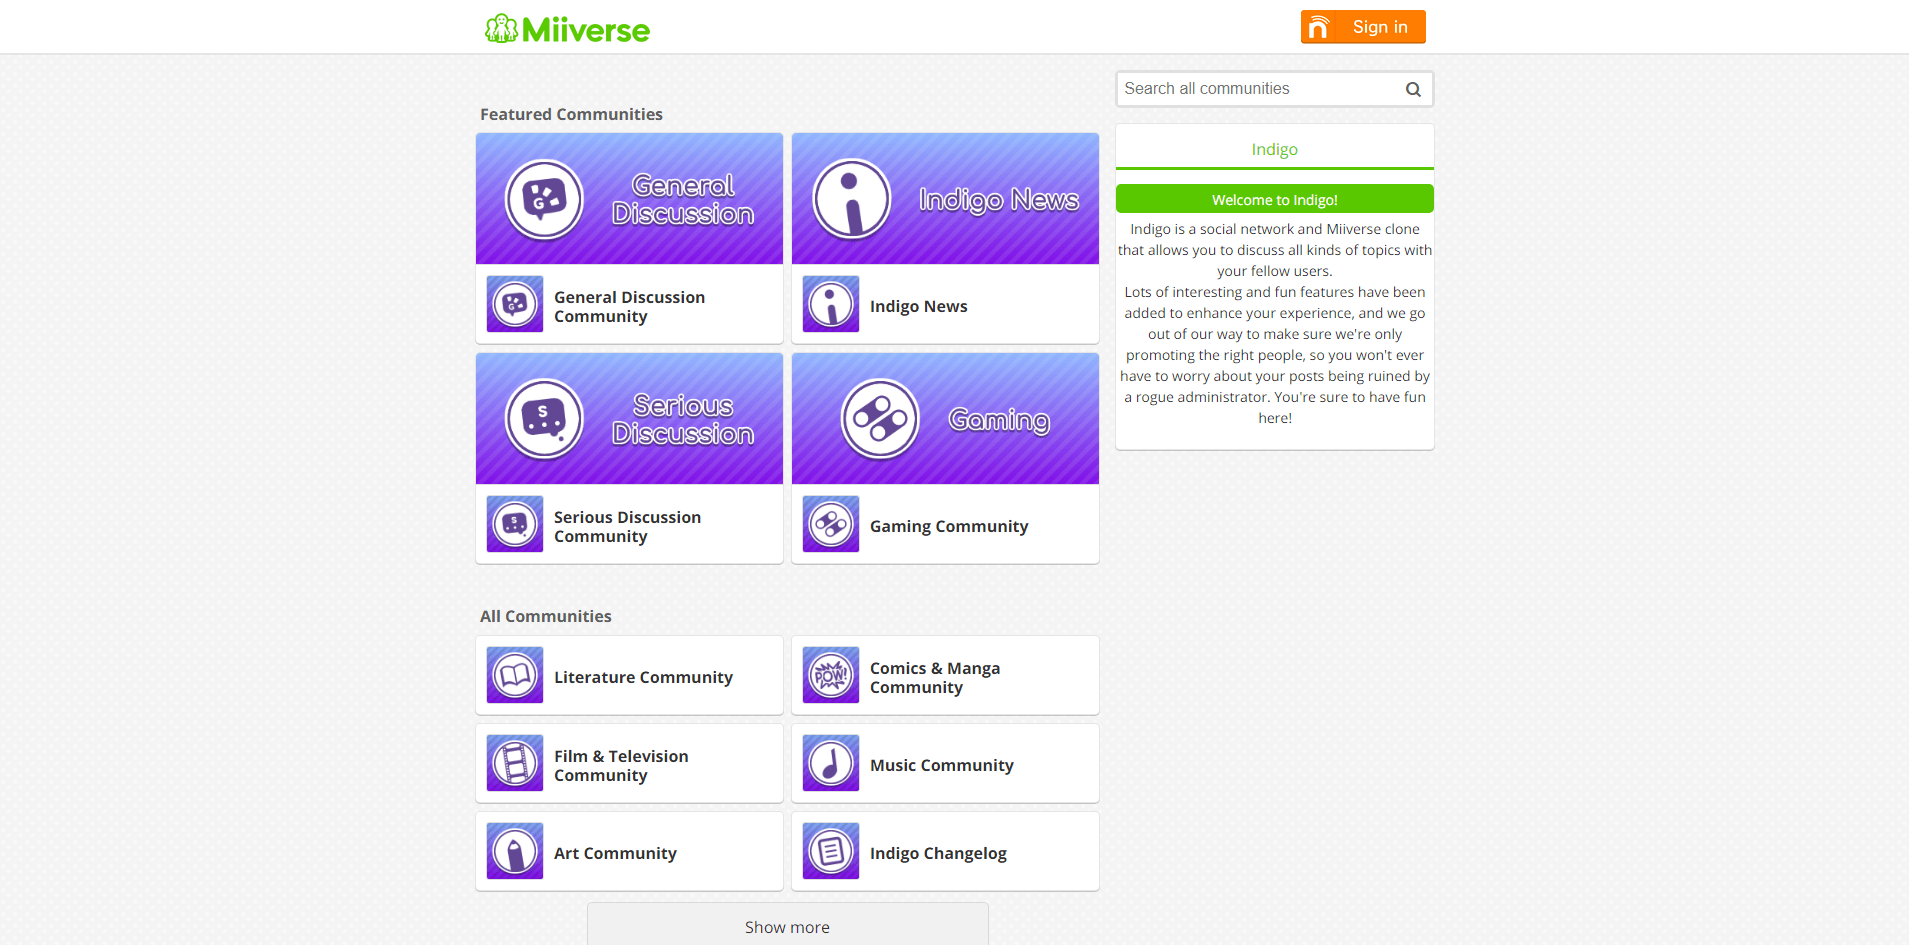 Miiverse
Sign in
Search all communities
Featured Communities
General
Discussion
Indigo News
General Discussion
Community
Indigo News
Serious
Discussion
Gaming
Serious Discussion
Community
Gaming Community
All Communities
Literature Community
POW!
Comics & Manga
Community
Film & Television
Community
Music Community
Art Community
Indigo Changelog
Show more
Indigo
Welcome to Indigo!
Indigo is a social network and Miiverse clone
that allows you to discuss all kinds of topics with
your fellow users.
Lots of interesting and fun features have been
added to enhance your experience, and we go
out of our way to make sure we're only
promoting the right people, so you won't ever
have to worry about your posts being ruined by
a rogue administrator. You're sure to have fun
here!